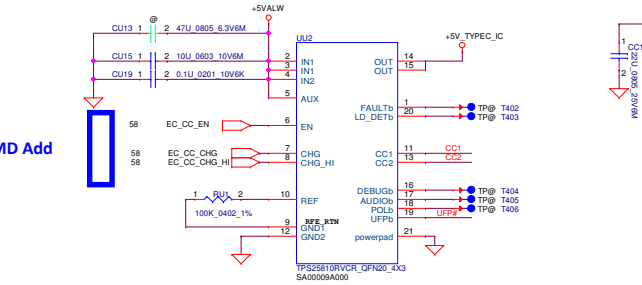 +5VALW
@
CU13 1 2 47U_0805_6.3V6M
UU2
+5V_TYPEC_IC
CU15 1 2 10U_0603_10V6M
CU19 1 2 0.1U_0201_10V6K
2 IN1
3 IN1
4 IN2
OUT 14
OUT 15
1
2
CC1
22U_0805_25V6M
5 AUX
58 EC_CC_EN 6 EN
FAULTb 1 TP@ T402
LD_DETb 20 TP@ T403
MD Add
58 EC_CC_CHG 7 CHG
58 EC_CC_CHG_HI 8 CHG_HI
CC1 11 CC1
CC2 13 CC2
1 RU1 2 10 REF
100K_0402_1%
DEBUGb 16 TP@ T404
AUDIOb 17 TP@ T405
POLb 18 TP@ T406
UFPb 19 UFP#
RFE_RTN
9 GND1
12 GND2
powerpad 21
TPS25810RVCR_QFN20_4X3
SA00009A000